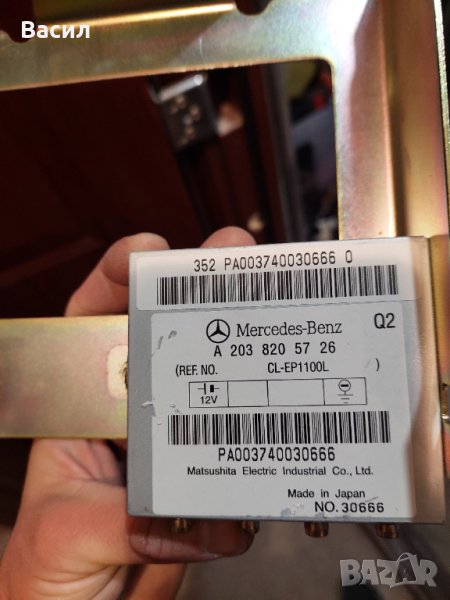 Васил
352 PA003740030666 0
Mercedes-Benz Q2
A 203 820 57 26
(REF. NO. CL-EP1100L )
12V
PA003740030666
Matsushita Electric Industrial Co., Ltd.
Made in Japan
NO. 30666
BAZAR